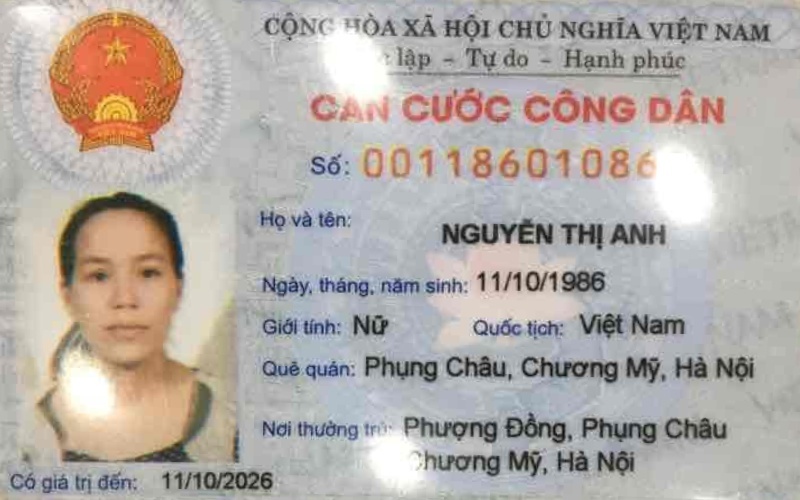 CỘNG HÒA XÃ HỘI CHỦ NGHĨA VIỆT NAM
lập - Tự do - Hạnh phúc
CĂN CƯỚC CÔNG DÂN
Số: 00118601086
Họ và tên:
NGUYỄN THỊ ANH
Ngày, tháng, năm sinh: 11/10/1986
Giới tính: Nữ Quốc tịch: Việt Nam
Quê quán: Phụng Châu, Chương Mỹ, Hà Nội
Nơi thường trú: Phượng Đồng, Phụng Châu
Chương Mỹ, Hà Nội
Có giá trị đến: 11/10/2026